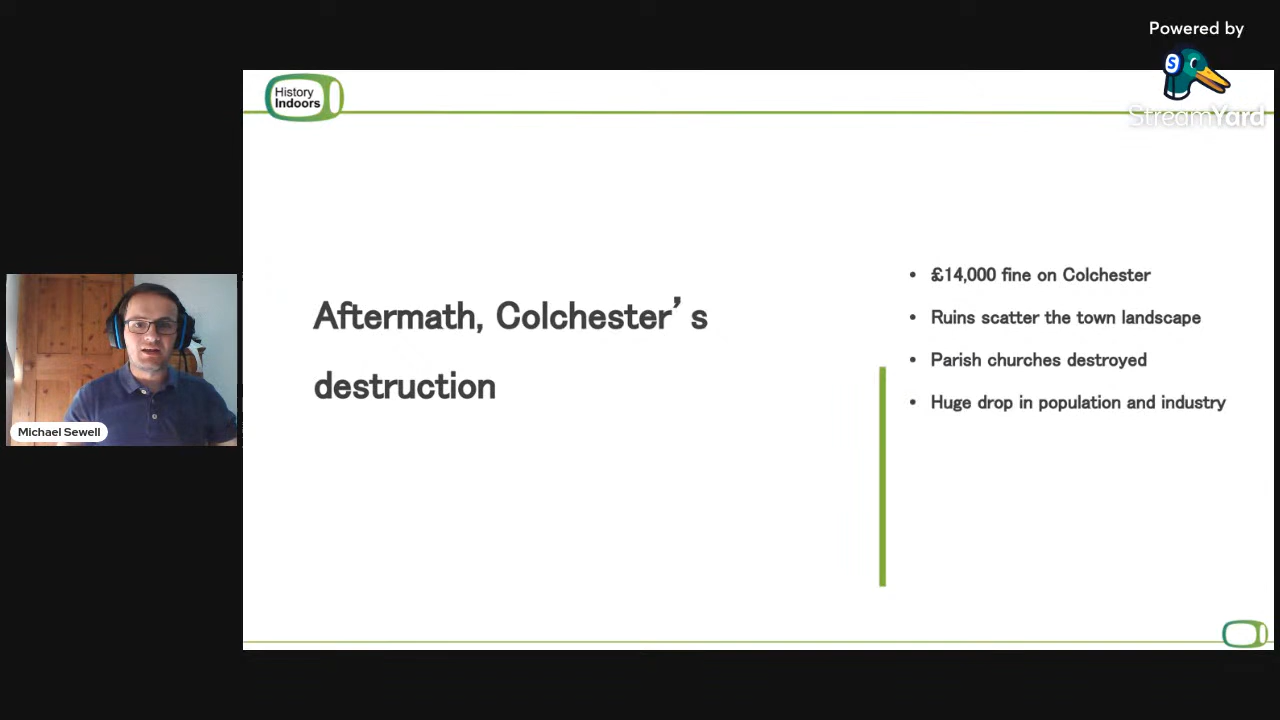 Powered by
StreamYard
History
Indoors
Aftermath, Colchester’s
destruction
• £14,000 fine on Colchester
• Ruins scatter the town landscape
• Parish churches destroyed
• Huge drop in population and industry
Michael Sewell